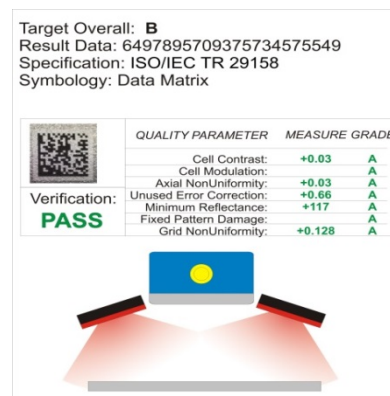 Target Overall: B
Result Data: 6497895709375734575549
Specification: ISO/IEC TR 29158
Symbology: Data Matrix
QUALITY PARAMETER MEASURE GRADE
Cell Contrast: +0.03 A
Cell Modulation: A
Axial NonUniformity: +0.03 A
Unused Error Correction: +0.66 A
Minimum Reflectance: +117 A
Fixed Pattern Damage: A
Grid NonUniformity: +0.128 A
Verification:
PASS